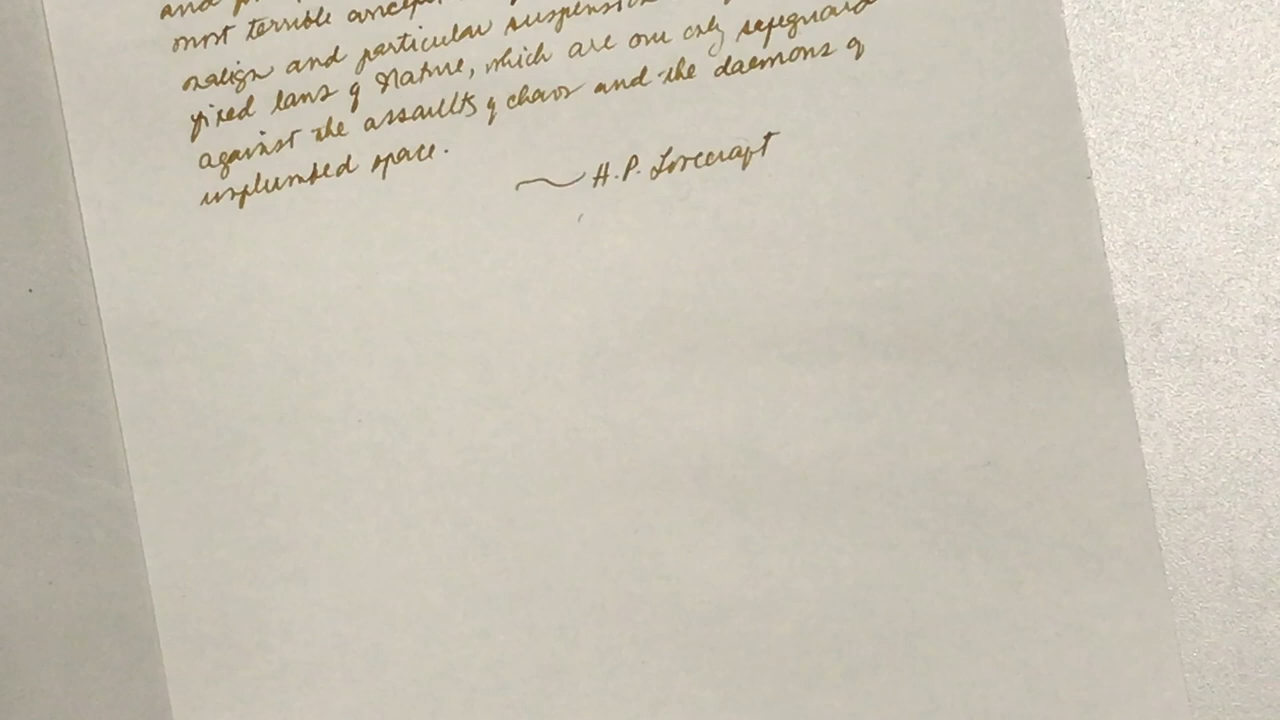 and
most terrible
malign and particular suspension
fixed laws of Nature, which are our only safeguard
against the assaults of chaos and the daemons of
unplumbed space.
~ H.P. Lovecraft